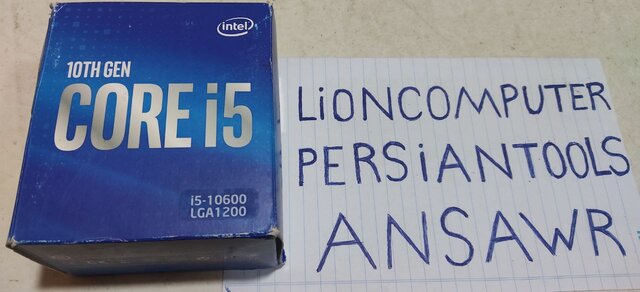 intel
10TH GEN
CORE i5
i5-10600
LGA1200
LiONCOMPUTER
PERSiANTOOLS
ANSAWR